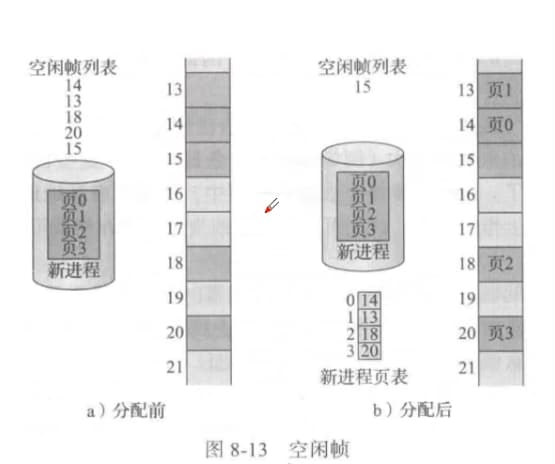 空闲帧列表
14
13
18
20
15
页0
页1
页2
页3
新进程
13
14
15
16
17
18
19
20
21
a）分配前
空闲帧列表
15
页0
页1
页2
页3
新进程
0 14
1 13
2 18
3 20
新进程页表
13 页1
14 页0
15
16
17
18 页2
19
20 页3
21
b）分配后
图 8-13 空闲帧